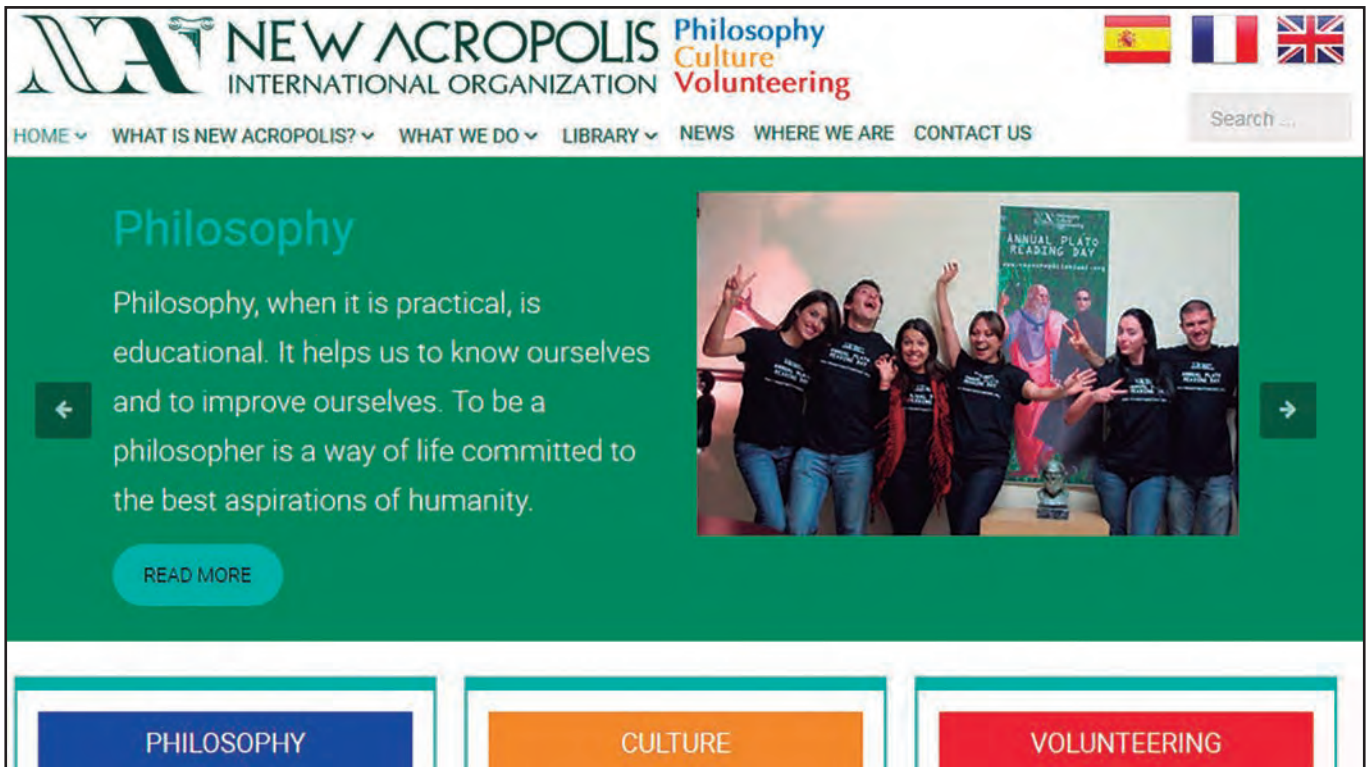 NEW ACROPOLIS
INTERNATIONAL ORGANIZATION
Philosophy
Culture
Volunteering
Search ...
HOME WHAT IS NEW ACROPOLIS? WHAT WE DO LIBRARY NEWS WHERE WE ARE CONTACT US
Philosophy
Philosophy, when it is practical, is
educational. It helps us to know ourselves
and to improve ourselves. To be a
philosopher is a way of life committed to
the best aspirations of humanity.
READ MORE
ANNUAL PLATO
READING DAY
PHILOSOPHY
CULTURE
VOLUNTEERING